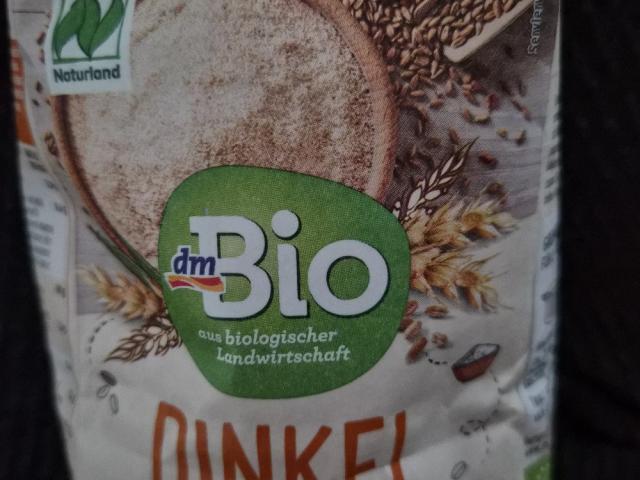 Naturland
dm
Bio
aus biologischer
Landwirtschaft
DINKEL